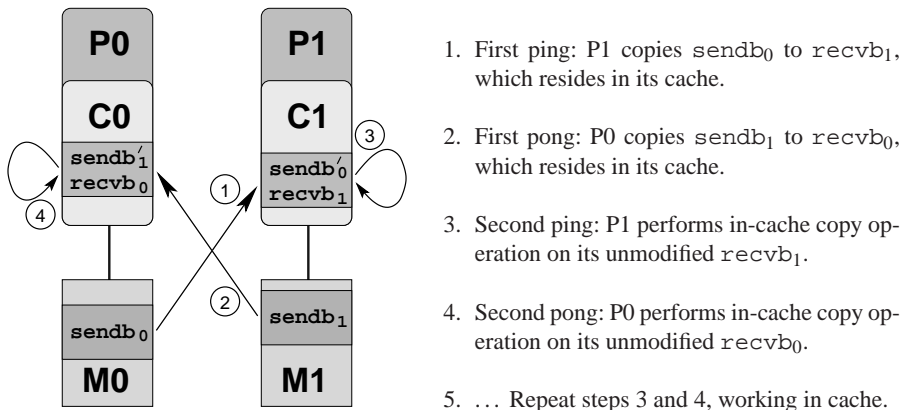 P0
C0
sendb′1
recvb0
4
sendb0
M0
P1
C1
3
sendb′0
recvb1
1
2
sendb1
M1
1. First ping: P1 copies sendb0 to recvb1,
which resides in its cache.
2. First pong: P0 copies sendb1 to recvb0,
which resides in its cache.
3. Second ping: P1 performs in-cache copy op-
eration on its unmodified recvb1.
4. Second pong: P0 performs in-cache copy op-
eration on its unmodified recvb0.
5. ... Repeat steps 3 and 4, working in cache.